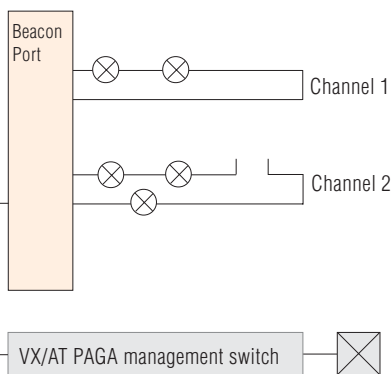 Beacon
Port
Channel 1
Channel 2
VX/AT PAGA management switch